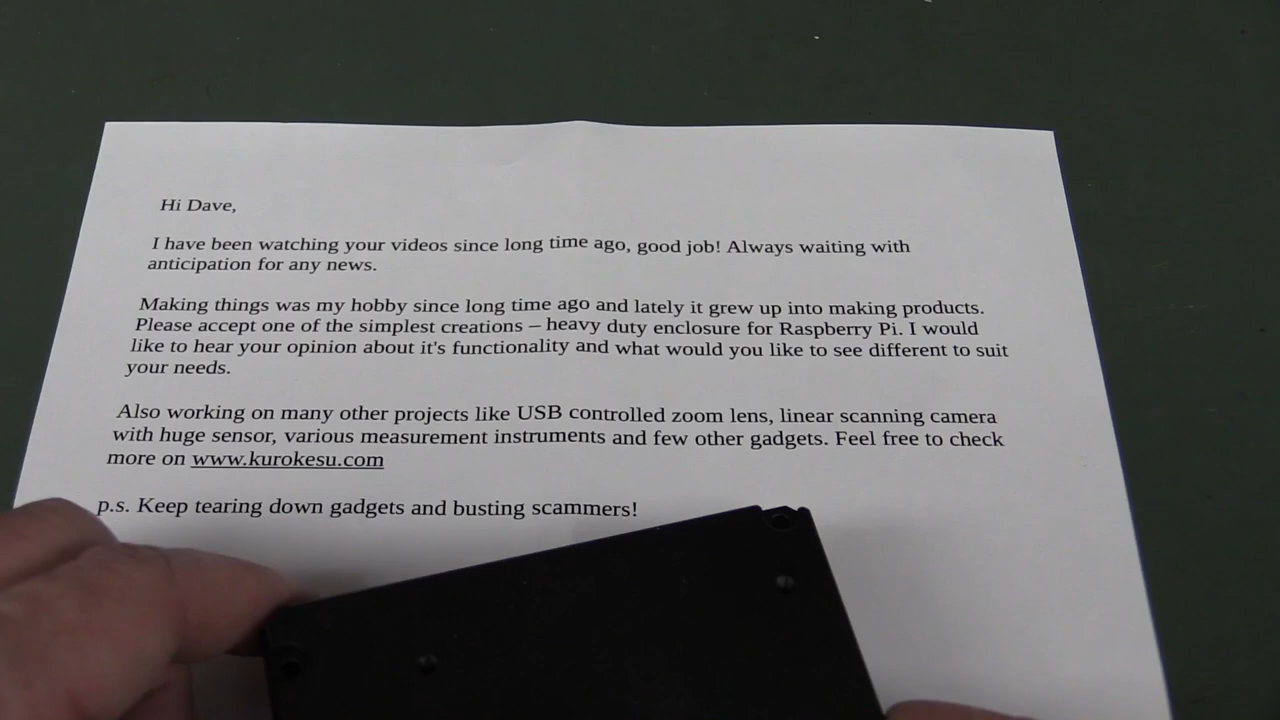 Hi Dave,
I have been watching your videos since long time ago, good job! Always waiting with
anticipation for any news.
Making things was my hobby since long time ago and lately it grew up into making products.
Please accept one of the simplest creations – heavy duty enclosure for Raspberry Pi. I would
like to hear your opinion about it's functionality and what would you like to see different to suit
your needs.
Also working on many other projects like USB controlled zoom lens, linear scanning camera
with huge sensor, various measurement instruments and few other gadgets. Feel free to check
more on www.kurokesu.com
p.s. Keep tearing down gadgets and busting scammers!